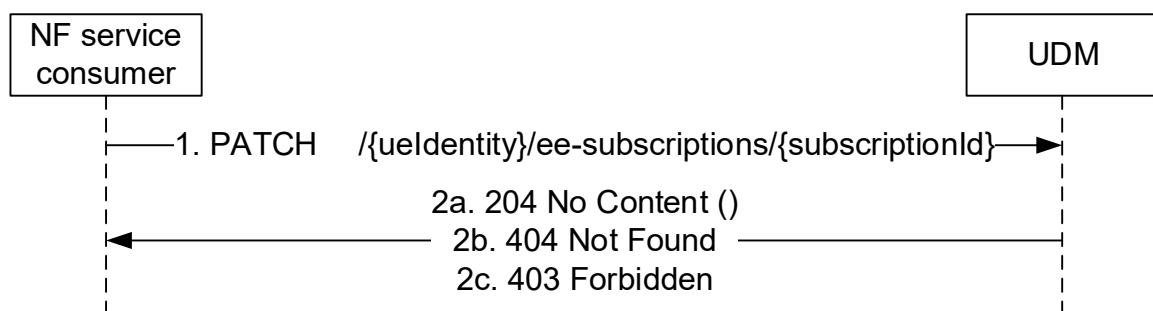 NF service
consumer
UDM
1. PATCH /{ueIdentity}/ee-subscriptions/{subscriptionId}
2a. 204 No Content ()
2b. 404 Not Found
2c. 403 Forbidden